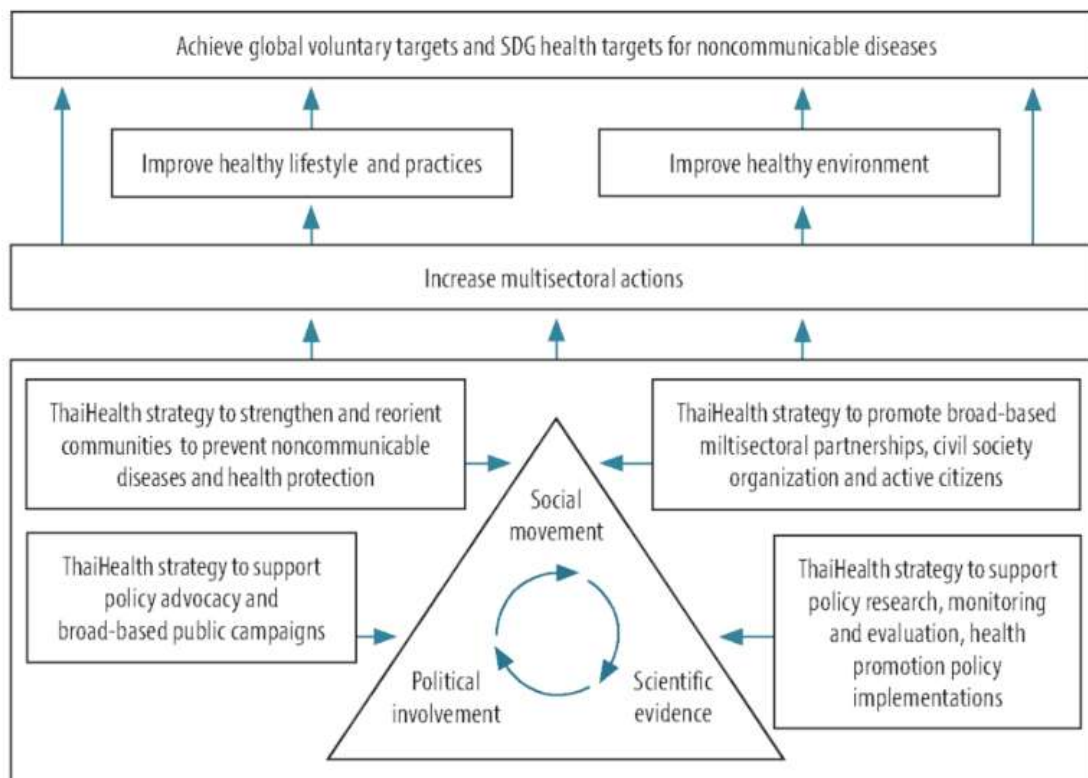 Achieve global voluntary targets and SDG health targets for noncommunicable diseases
Improve healthy lifestyle and practices
Improve healthy environment
Increase multisectoral actions
ThaiHealth strategy to strengthen and reorient
communities to prevent noncommunicable
diseases and health protection
ThaiHealth strategy to promote broad-based
miltisectoral partnerships, civil society
organization and active citizens
Social
movement
ThaiHealth strategy to support
policy advocacy and
broad-based public campaigns
ThaiHealth strategy to support
policy research, monitoring
and evaluation, health
promotion policy
implementations
Political
involvement
Scientific
evidence